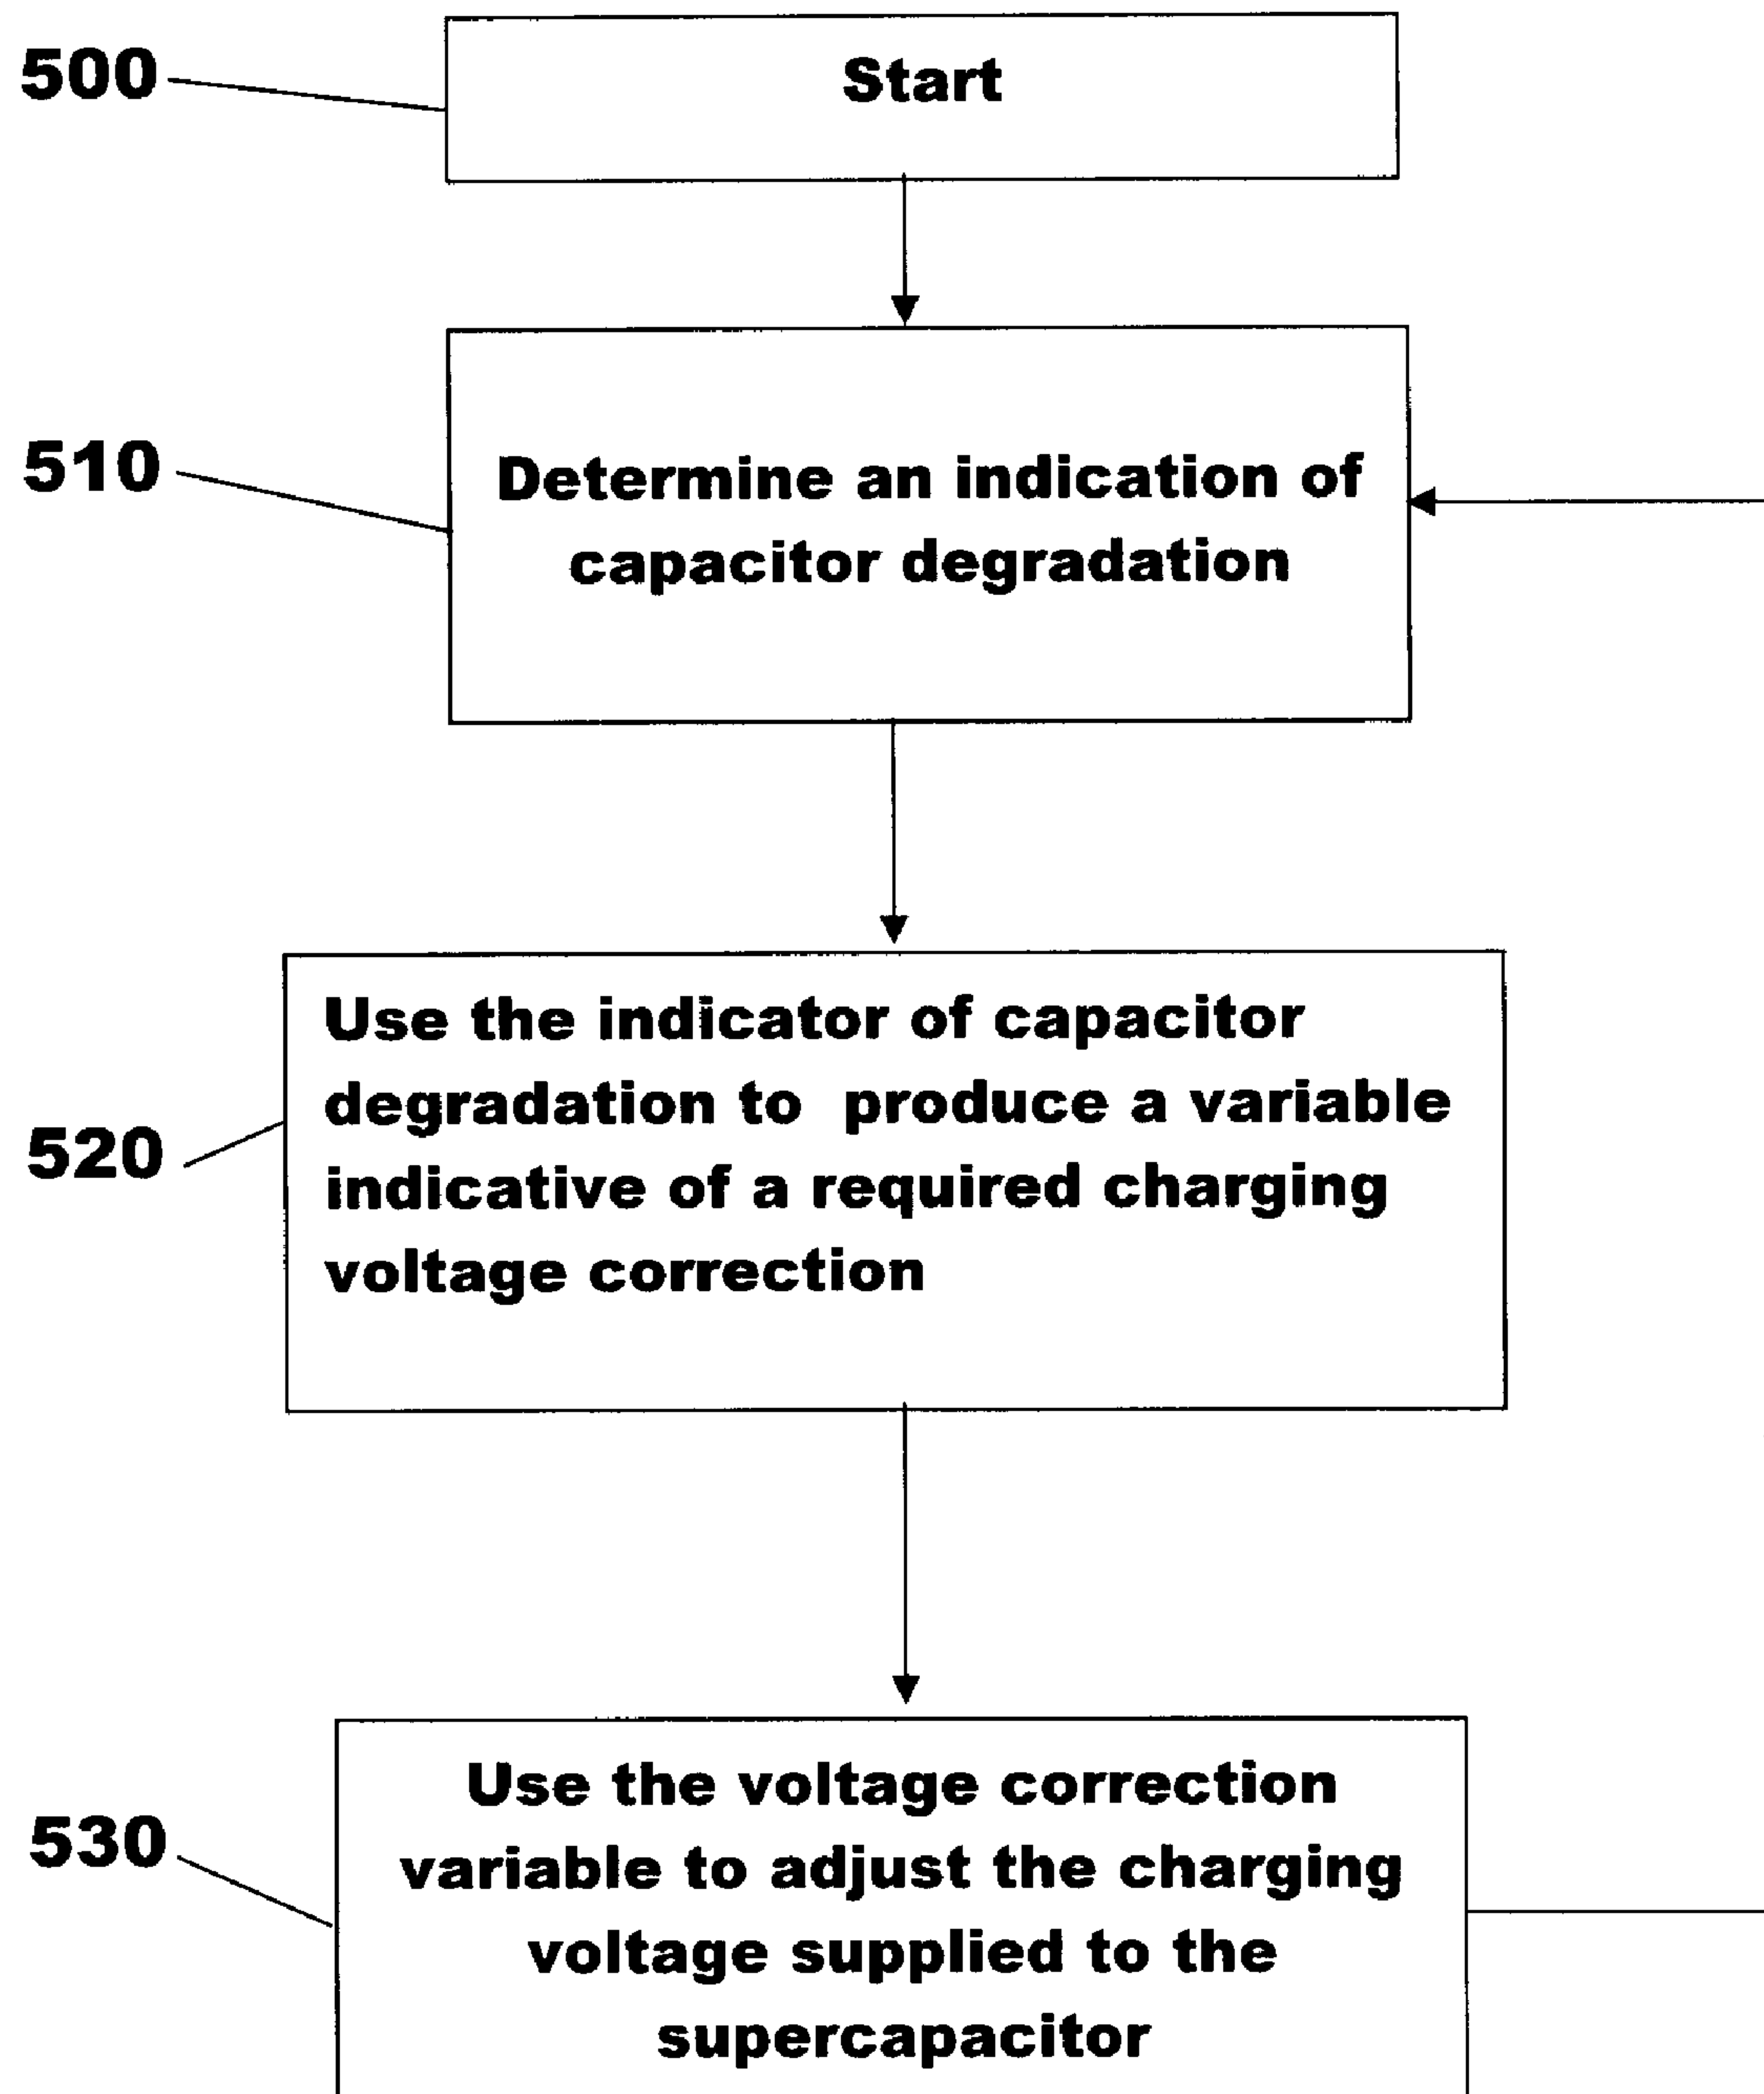 500
Start
510
Determine an indication of
capacitor degradation
520
Use the indicator of capacitor
degradation to  produce a variable
indicative of a required charging
voltage correction
530
Use the voltage correction
variable to adjust the charging
voltage supplied to the
supercapacitor